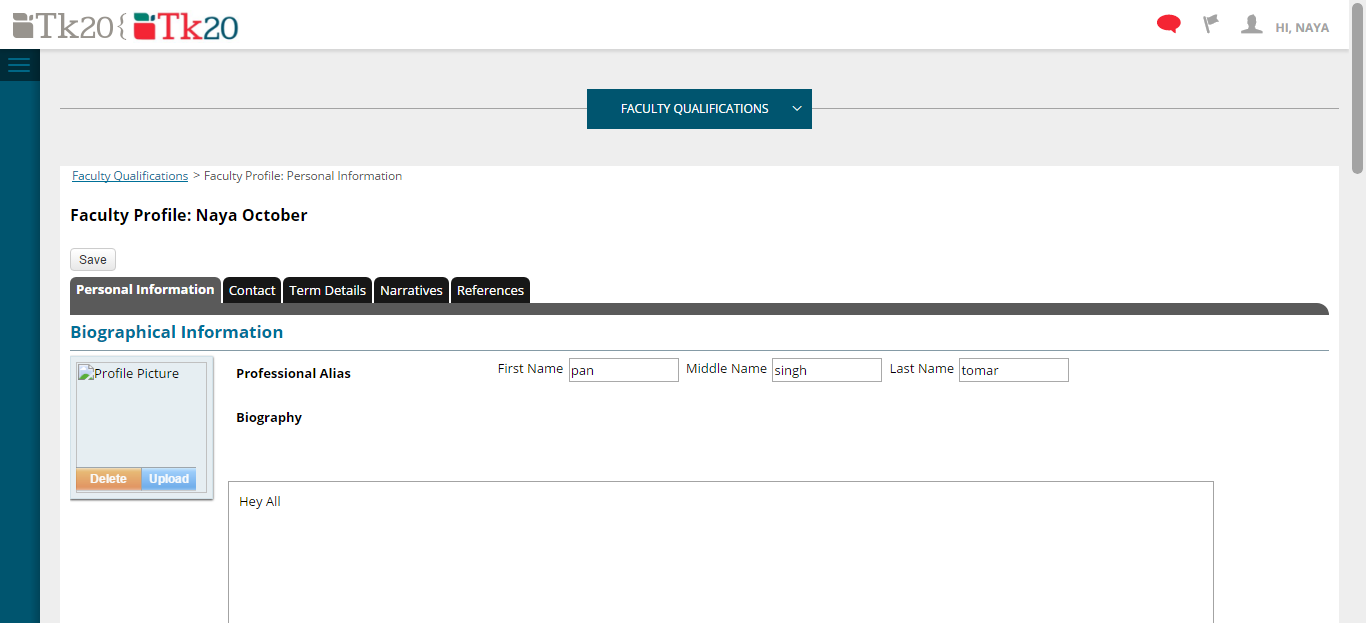 Tk20{ Tk20
HI, NAYA
FACULTY QUALIFICATIONS
Faculty Qualifications > Faculty Profile: Personal Information
Faculty Profile: Naya October
Save
Personal Information Contact Term Details Narratives References
Biographical Information
Profile Picture
Delete Upload
Professional Alias First Name pan Middle Name singh Last Name tomar
Biography
Hey All